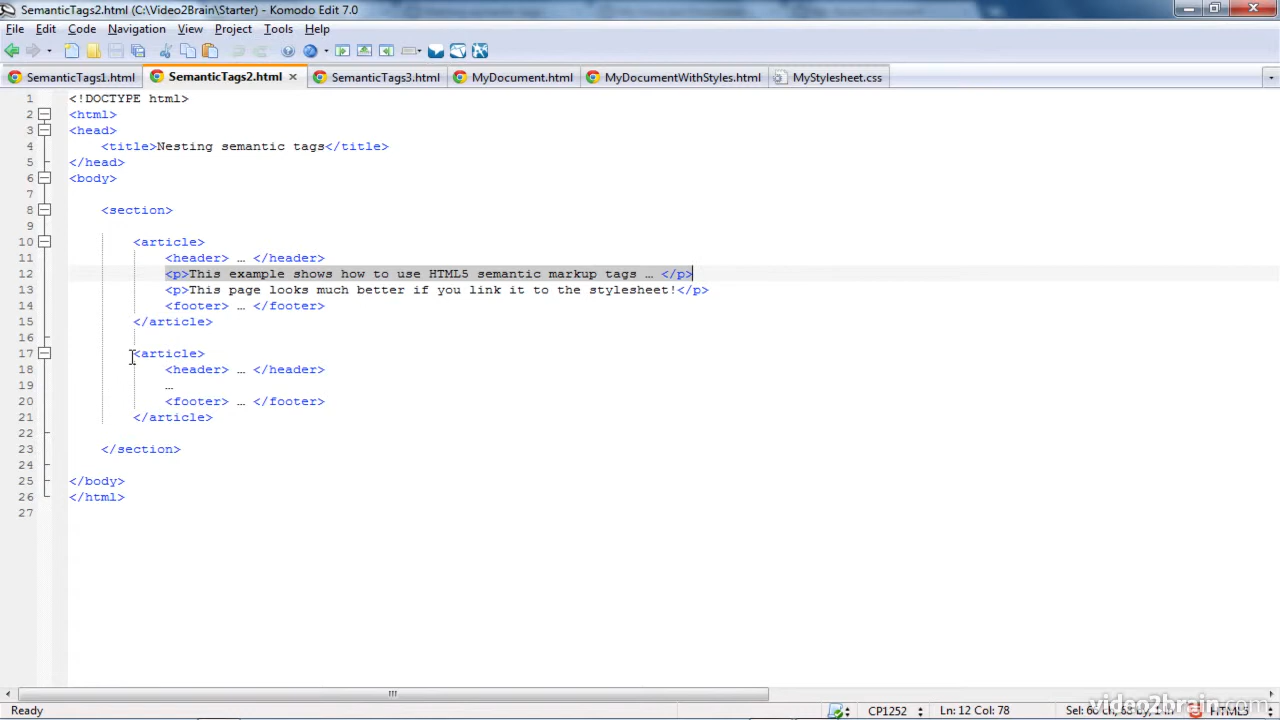 SemanticTags2.html (C:\Video2Brain\Starter) - Komodo Edit 7.0
File Edit Code Navigation View Project Tools Help
SemanticTags1.html SemanticTags2.html SemanticTags3.html MyDocument.html MyDocumentWithStyles.html MyStylesheet.css
1 <!DOCTYPE html>
2 <html>
3 <head>
4 <title>Nesting semantic tags</title>
5 </head>
6 <body>
7
8 <section>
9
10 <article>
11 <header> … </header>
12 <p>This example shows how to use HTML5 semantic markup tags … </p>
13 <p>This page looks much better if you link it to the stylesheet!</p>
14 <footer> … </footer>
15 </article>
16
17 <article>
18 <header> … </header>
19 …
20 <footer> … </footer>
21 </article>
22
23 </section>
24
25 </body>
26 </html>
27
Ready CP1252 Ln: 12 Col: 78 Sel: HTML5
video2brain.com